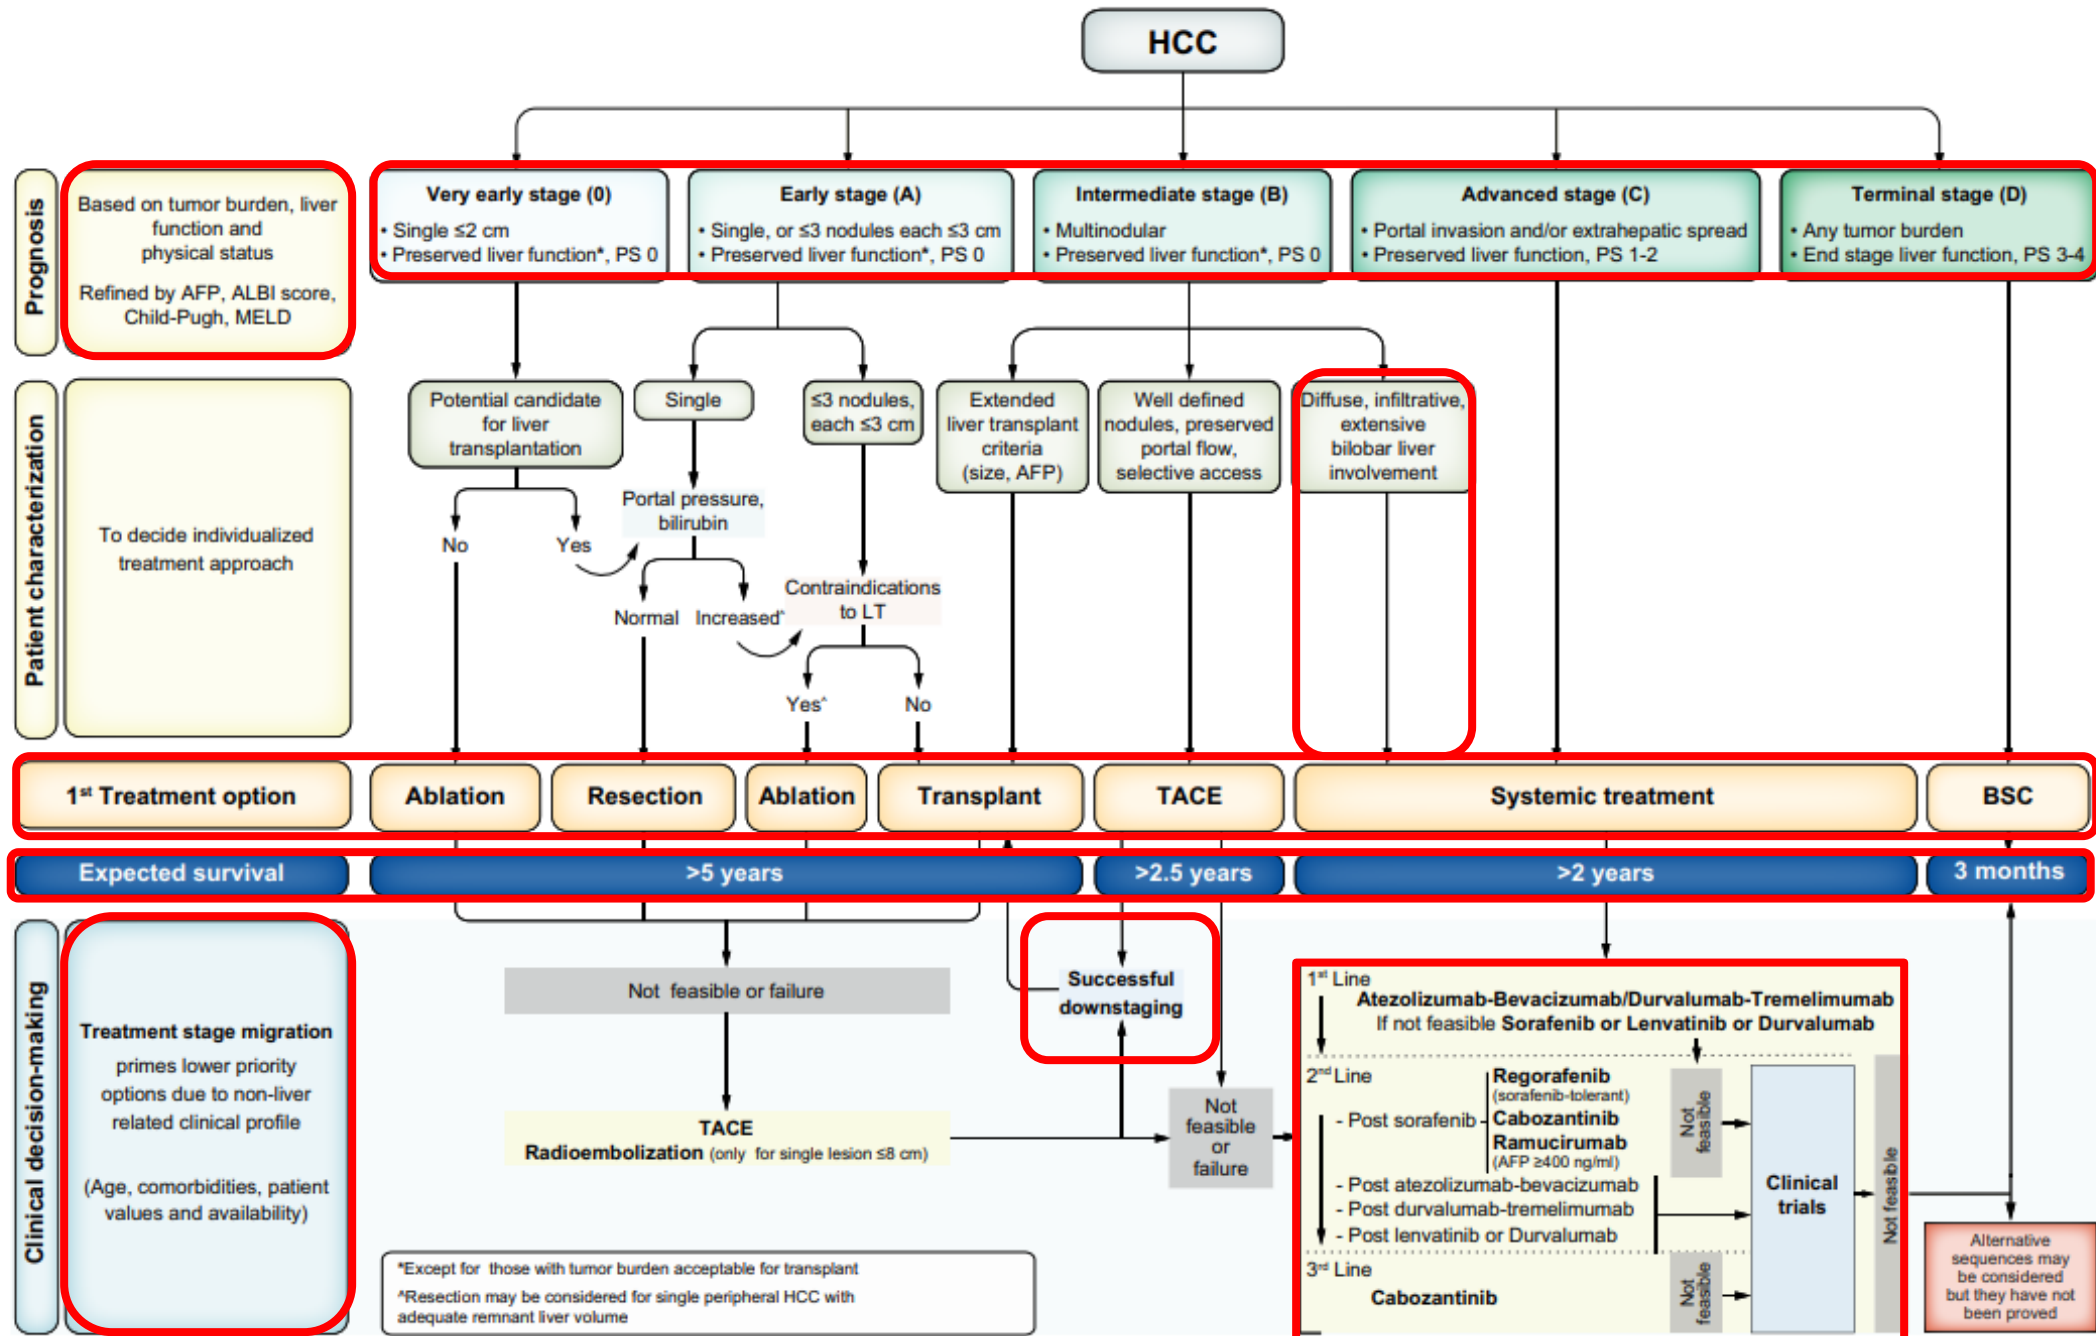 HCC
Prognosis
Based on tumor burden, liver
function and
physical status
Refined by AFP, ALBI score,
Child-Pugh, MELD
Very early stage (0)
• Single ≤2 cm
• Preserved liver function*, PS 0
Early stage (A)
• Single, or ≤3 nodules each ≤3 cm
• Preserved liver function*, PS 0
Intermediate stage (B)
• Multinodular
• Preserved liver function*, PS 0
Advanced stage (C)
• Portal invasion and/or extrahepatic spread
• Preserved liver function, PS 1-2
Terminal stage (D)
• Any tumor burden
• End stage liver function, PS 3-4
Patient characterization
To decide individualized
treatment approach
Potential candidate
for liver
transplantation
No
Yes
Single
Portal pressure,
bilirubin
Normal
Increased^
≤3 nodules,
each ≤3 cm
Contraindications
to LT
Yes^
No
Extended
liver transplant
criteria
(size, AFP)
Well defined
nodules, preserved
portal flow,
selective access
Diffuse, infiltrative,
extensive
bilobar liver
involvement
1st Treatment option
Ablation
Resection
Ablation
Transplant
TACE
Systemic treatment
BSC
Expected survival
>5 years
>2.5 years
>2 years
3 months
Clinical decision-making
Treatment stage migration
primes lower priority
options due to non-liver
related clinical profile
(Age, comorbidities, patient
values and availability)
Not feasible or failure
TACE
Radioembolization (only for single lesion ≤8 cm)
Successful
downstaging
Not
feasible
or
failure
1st Line
Atezolizumab-Bevacizumab/Durvalumab-Tremelimumab
If not feasible Sorafenib or Lenvatinib or Durvalumab
2nd Line
- Post sorafenib
Regorafenib
(sorafenib-tolerant)
Cabozantinib
Ramucirumab
(AFP ≥400 ng/ml)
Not
feasible
- Post atezolizumab-bevacizumab
- Post durvalumab-tremelimumab
- Post lenvatinib or Durvalumab
Clinical
trials
Not feasible
3rd Line
Cabozantinib
Not
feasible
Alternative
sequences may
be considered
but they have not
been proved
*Except for those with tumor burden acceptable for transplant
^Resection may be considered for single peripheral HCC with
adequate remnant liver volume